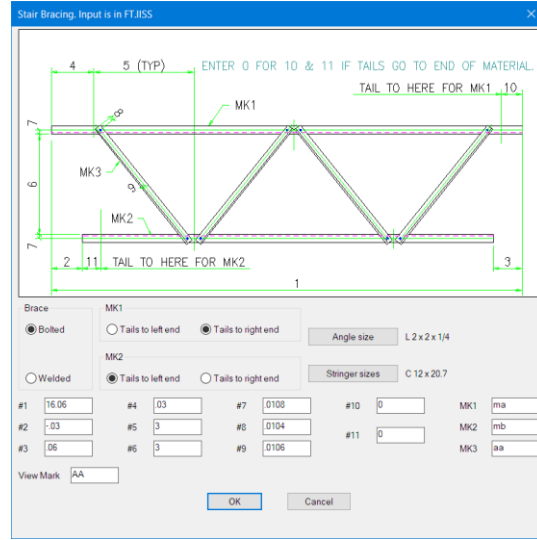 Stair Bracing. Input is in FT.IISS
4 5 (TYP) ENTER 0 FOR 10 & 11 IF TAILS GO TO END OF MATERIAL.
TAIL TO HERE FOR MK1 10
MK1
7 8
MK3
6 9
MK2
7
2 11 TAIL TO HERE FOR MK2 3
1
Brace MK1
Bolted Tails to left end Tails to right end Angle size L 2 x 2 x 1/4
MK2
Welded Tails to left end Tails to right end Stringer sizes C 12 x 20.7
#1 16.06 #4 .03 #7 .0108 #10 0 MK1 ma
#2 -.03 #5 3 #8 .0104 #11 0 MK2 mb
#3 .06 #6 3 #9 .0106 MK3 aa
View Mark AA
OK Cancel